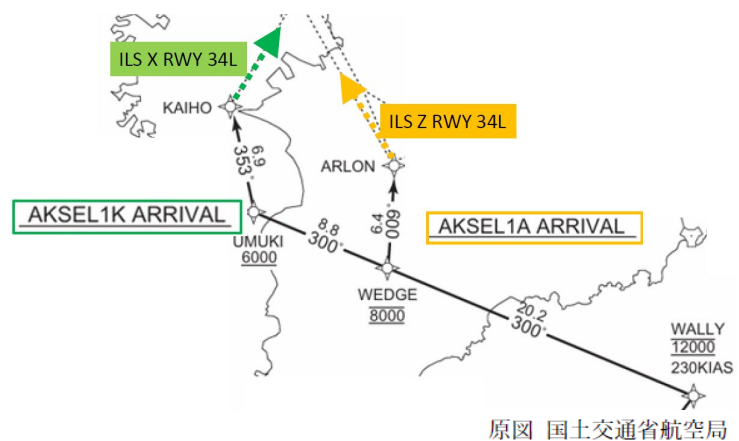 ILS X RWY 34L
KAIHO
ILS Z RWY 34L
6.9
353°
ARLON
AKSEL1K ARRIVAL
6.4
009°
AKSEL1A ARRIVAL
UMUKI
6000
8.8
300°
WEDGE
8000
20.2
300°
WALLY
12000
230KIAS
原図 国土交通省航空局